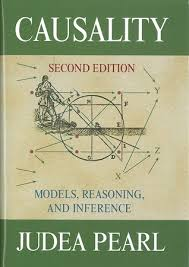 CAUSALITY
SECOND EDITION
MODELS, REASONING,
AND INFERENCE
JUDEA PEARL